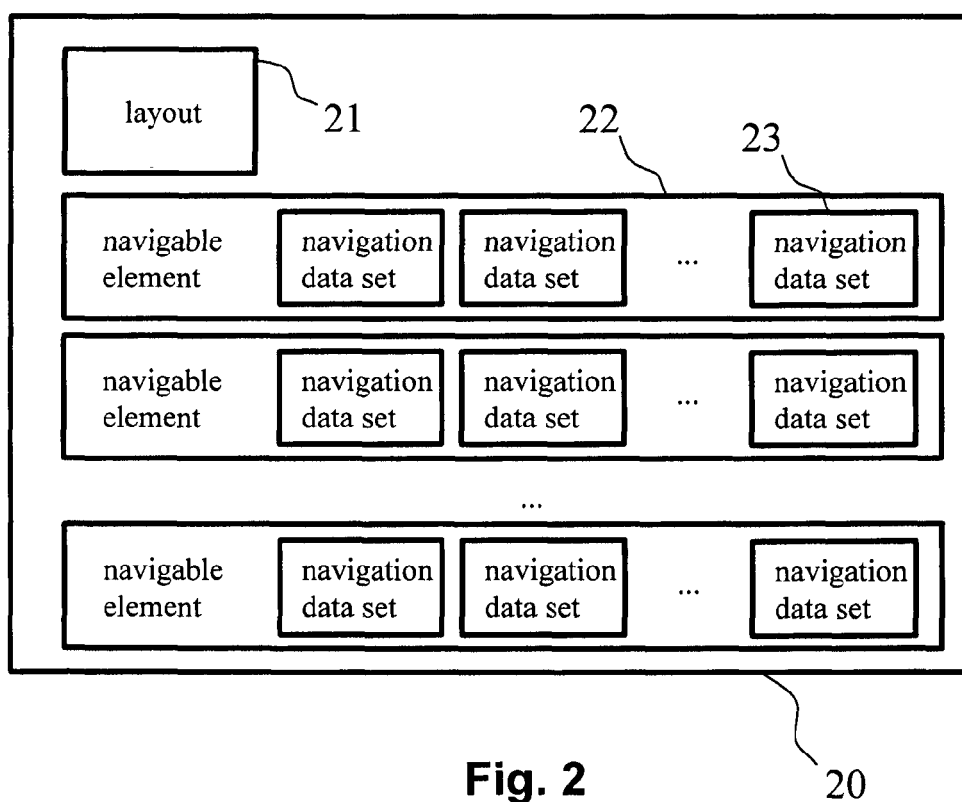 layout
21
22
23
navigable element
navigation data set
navigation data set
...
navigation data set
navigable element
navigation data set
navigation data set
...
navigation data set
...
navigable element
navigation data set
navigation data set
...
navigation data set
Fig. 2
20